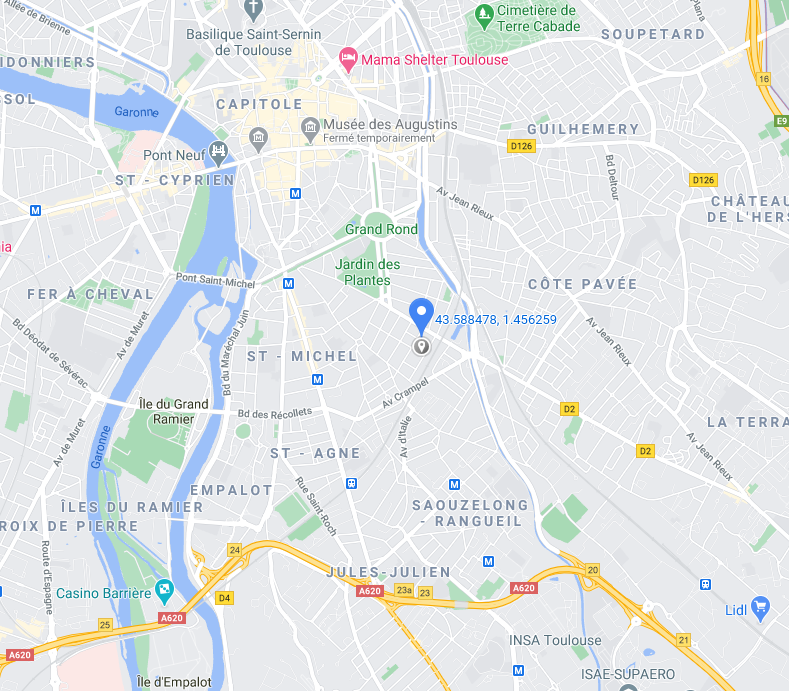 Allée de Brienne
Basilique Saint-Sernin
de Toulouse
Cimetière de
Terre Cabade
SOUPETARD
IDONNIERS
Mama Shelter Toulouse
16
SOL
Garonne
CAPITOLE
E9
Musée des Augustins
Fermé temporairement
GUILHEMERY
D126
Pont Neuf
ST - CYPRIEN
Bd Deltour
D126
M
M
Av Jean Rieux
CHÂTEAU
DE L'HERS
Grand Rond
ia
Jardin des
Plantes
Pont Saint-Michel
M
FER À CHEVAL
CÔTE PAVÉE
Av de Muret
Bd du Maréchal Juin
43.588478, 1.456259
Av Jean Rieux
Bd Déodat de Séverac
ST - MICHEL
M
Av Crampel
Île du Grand
Ramier
Bd des Récollets
D2
Av d'Italie
LA TERRA
Av de Muret
Garonne
ST - AGNE
D2
Av Jean Rieux
EMPALOT
M
Rue Saint-Roch
ÎLES DU RAMIER
SAOUZELONG
- RANGUEIL
ROIX DE PIERRE
Route d'Espagne
24
M
JULES-JULIEN
20
Casino Barrière
D4
A620
23a
23
A620
Lidl
A620
25
21
INSA Toulouse
A620
M
ISAE-SUPAERO
Île d'Empalot